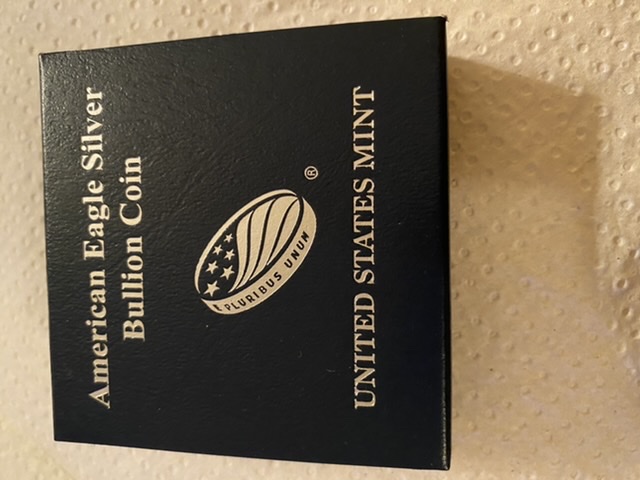 American Eagle Silver
Bullion Coin
®
PLURIBUS UNUM
UNITED STATES MINT